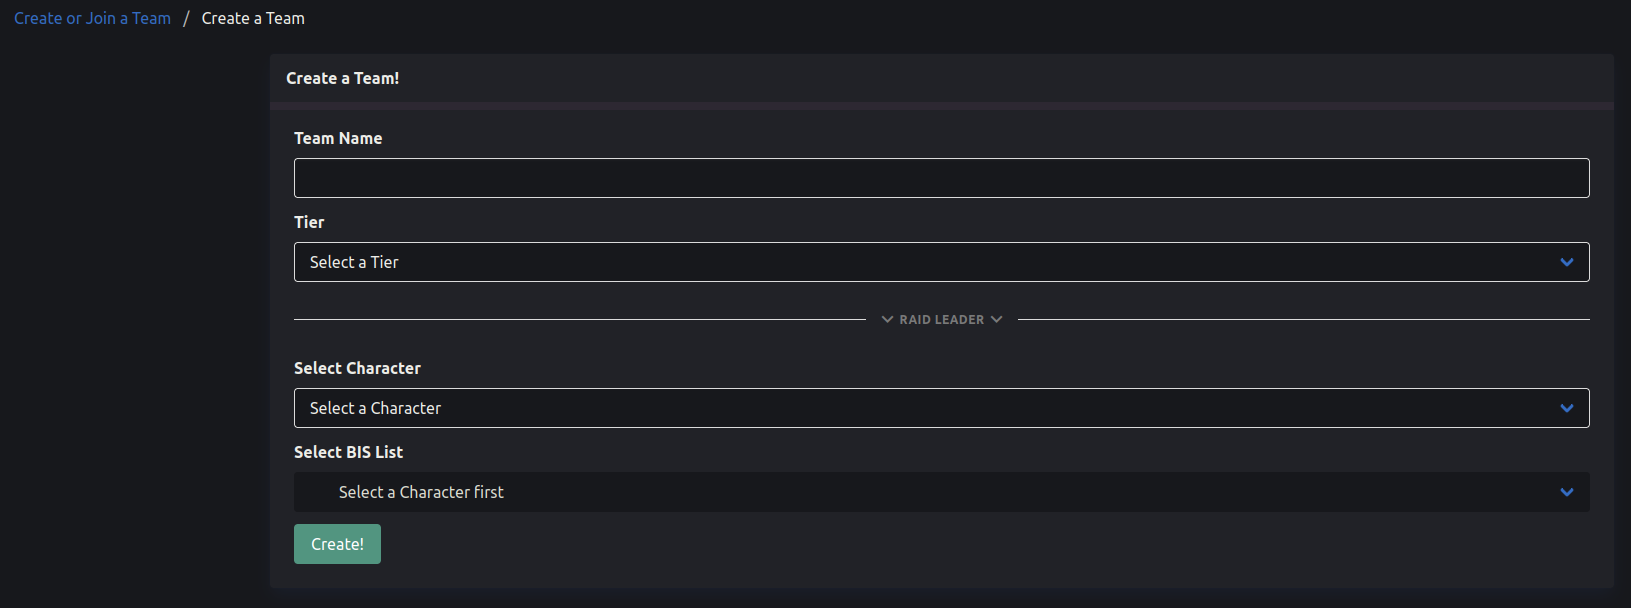 Create or Join a Team / Create a Team
Create a Team!
Team Name
Tier
Select a Tier
RAID LEADER
Select Character
Select a Character
Select BIS List
Select a Character first
Create!